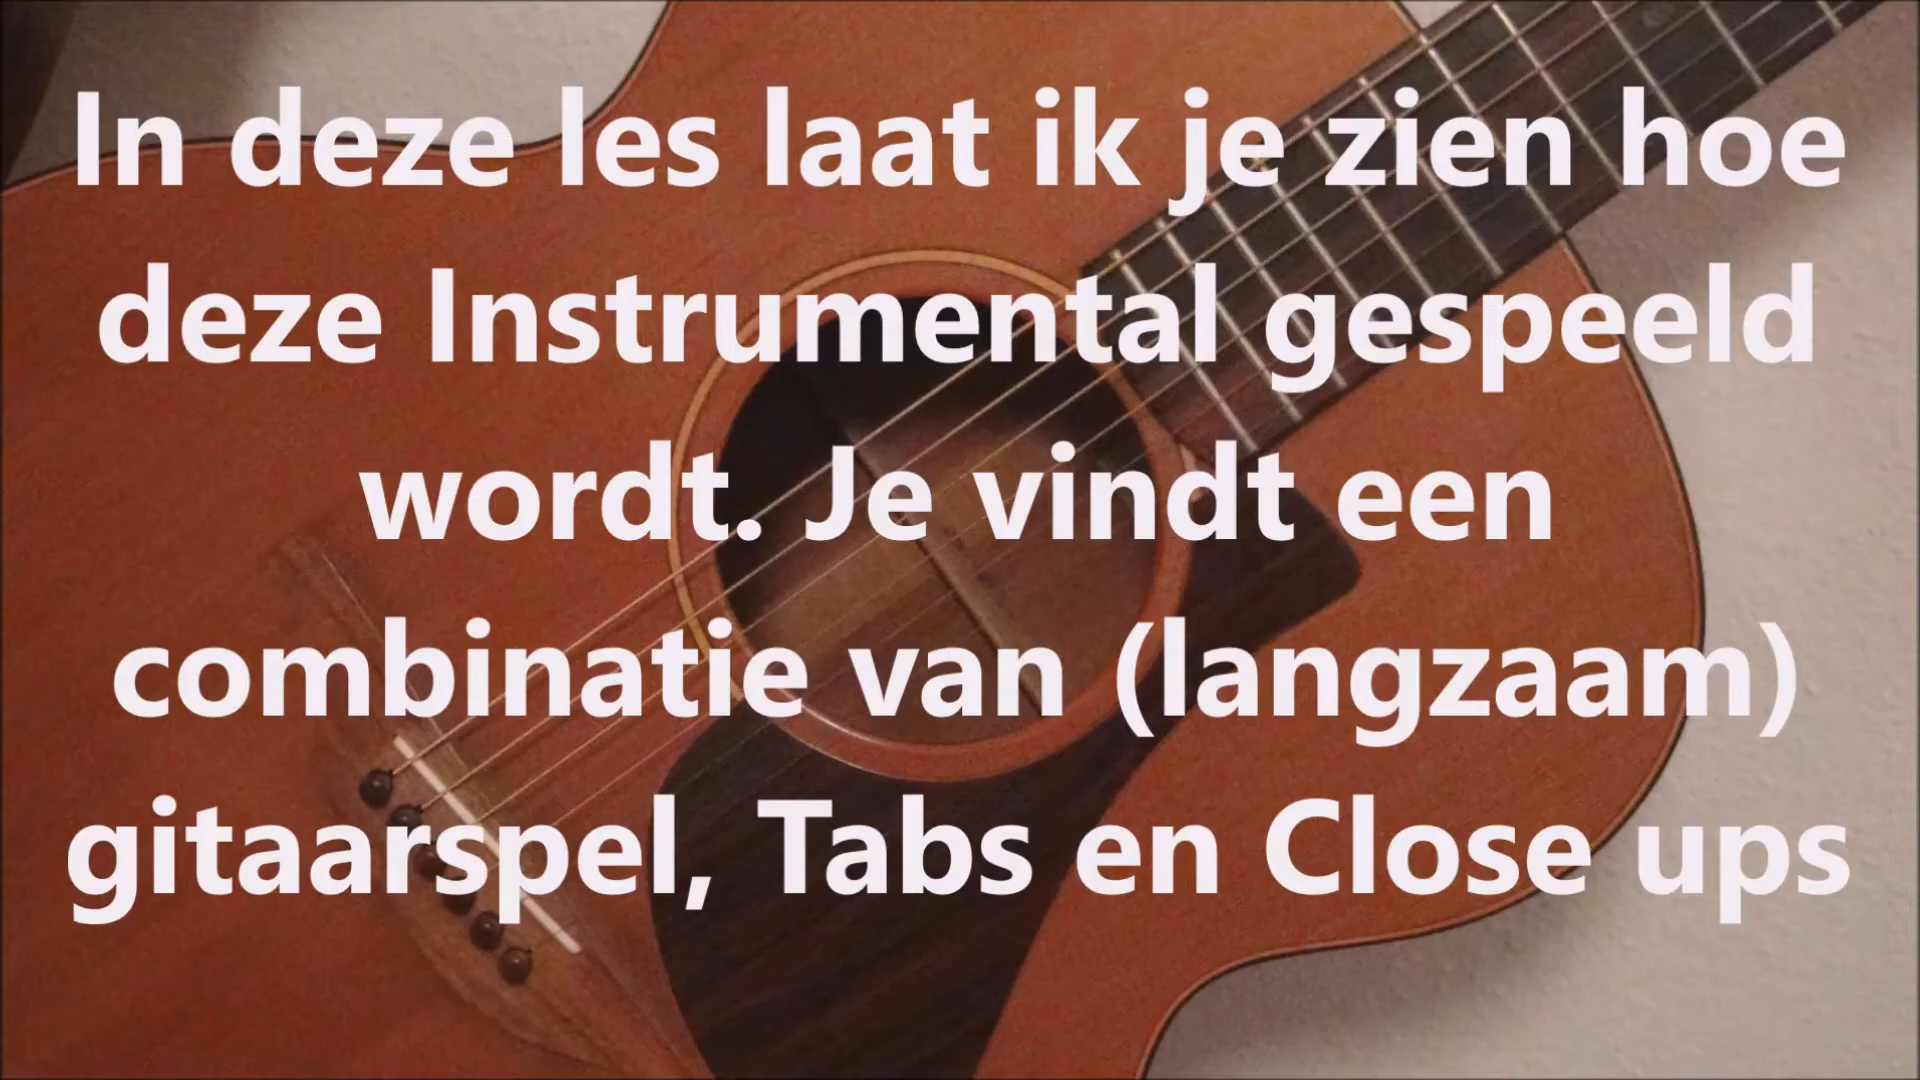 In deze les laat ik je zien hoe
deze Instrumental gespeeld
wordt. Je vindt een
combinatie van (langzaam)
gitaarspel, Tabs en Close ups